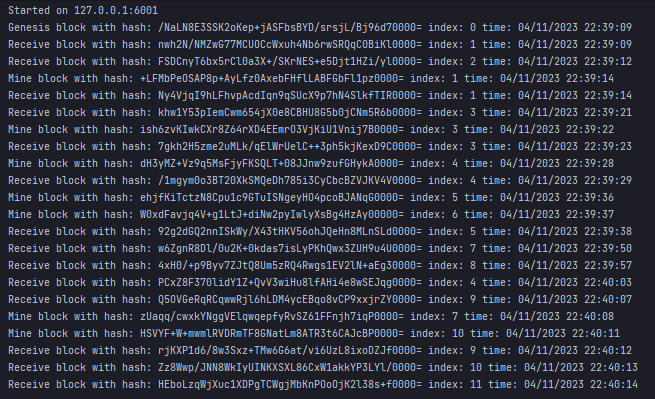 Started on 127.0.0.1:6001
Genesis block with hash: /NaLN8E3SSK2oKep+jASFbsBYD/srsjL/Bj96d70000= index: 0 time: 04/11/2023 22:39:09
Receive block with hash: nwh2N/NMZwG77MCUOCcWxuh4Nb6rwSRQqC0BiKl0000= index: 1 time: 04/11/2023 22:39:09
Receive block with hash: FSDCnyT6bx5rCl0a3X+/SKrNES+e5Djt1HZi/yl0000= index: 2 time: 04/11/2023 22:39:12
Mine block with hash: +LFMbPeOSAP8p+AyLfz0AxebFHflLABFGbFl1pz0000= index: 1 time: 04/11/2023 22:39:14
Receive block with hash: Ny4VjqI9hLFhvpAcdIqn9qSUcX9p7hN4SlkfTIR0000= index: 1 time: 04/11/2023 22:39:14
Receive block with hash: khw1Y53pIemCwm654jX0e8CBHU8G5b0jCNm5R6b0000= index: 3 time: 04/11/2023 22:39:21
Mine block with hash: ish6zvKIwkCXr8Z64rXD4EEmrO3VjKiU1Vnij7B0000= index: 3 time: 04/11/2023 22:39:22
Receive block with hash: 7gkh2H5zme2uMLk/qElWrUelC++3ph5kjKexD9C0000= index: 3 time: 04/11/2023 22:39:23
Mine block with hash: dH3yMZ+Vz9q5MsFjyFKSQLT+08JJnw9zufGHykA0000= index: 4 time: 04/11/2023 22:39:28
Receive block with hash: /1mgym0o3BT20XkSMQeDh785i3CyCbcBZVJKV4V0000= index: 4 time: 04/11/2023 22:39:29
Mine block with hash: ehjfKiTctzN8Cpu1c9GTuISNgeyHO4pcoBJANqG0000= index: 5 time: 04/11/2023 22:39:36
Mine block with hash: W0xdFavjq4V+g1LtJ+diNw2pyIwlyXsBg4HzAy00000= index: 6 time: 04/11/2023 22:39:37
Receive block with hash: 92g2dGQ2nnISkWy/X43tHKV56ohJQeHn8MLnSLd0000= index: 5 time: 04/11/2023 22:39:38
Receive block with hash: w6ZgnR8Dl/0u2K+Okdas7isLyPKhQwx3ZUH9u4U0000= index: 7 time: 04/11/2023 22:39:50
Receive block with hash: 4xH0/+p9Byv7ZJtQ8Um5zRQ4Rwgs1EV2lN+aEg30000= index: 8 time: 04/11/2023 22:39:57
Receive block with hash: PCxZ8F370lidY1Z+QvV3wiHu8lfAHi4e8wSEJqg0000= index: 4 time: 04/11/2023 22:40:03
Receive block with hash: Q5OVGeRqRCqwwRjl6hLDM4ycEBqo8vCP9xxjrZY0000= index: 9 time: 04/11/2023 22:40:07
Mine block with hash: zUaqq/cwxkYNggVElqwqepfyRvSZ61FFnjh7iqP0000= index: 7 time: 04/11/2023 22:40:08
Mine block with hash: HSVYF+W+mwmlRVDRmTF8GNatLm8ATR3t6CAJcBP0000= index: 10 time: 04/11/2023 22:40:11
Receive block with hash: rjKXP1d6/8w3Sxz+TMw6G6at/vi6UzL8ixoDZJf0000= index: 9 time: 04/11/2023 22:40:12
Receive block with hash: Zz8Wwp/JNN8WkIyUINKXSXL86CxW1akkYP3LYl/0000= index: 10 time: 04/11/2023 22:40:13
Receive block with hash: HEboLzqWjXuc1XDPgTCWgjMbKnPOoOjK2l38s+f0000= index: 11 time: 04/11/2023 22:40:14